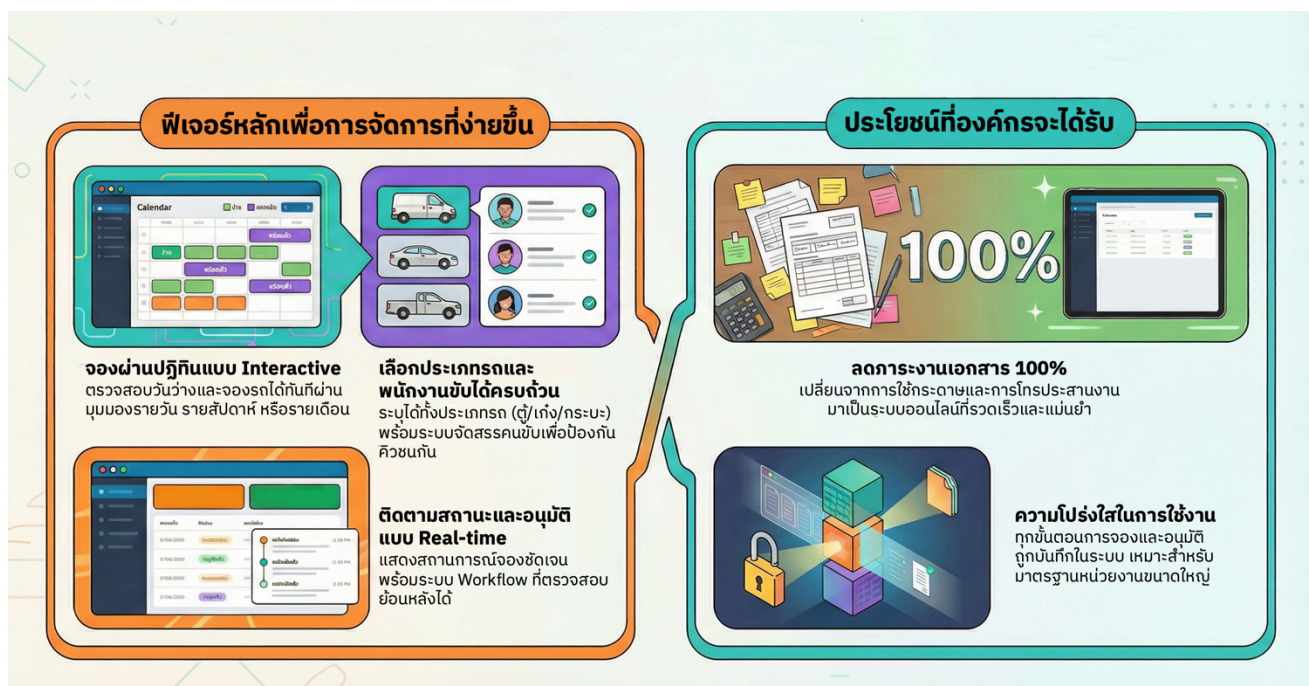 ฟีเจอร์หลักเพื่อการจัดการที่ง่ายขึ้น
Calendar
ว่าง
จองแล้ว
จองผ่านปฏิทินแบบ Interactive
ตรวจสอบวันว่างและจองรถได้ทันทีผ่าน
มุมมองรายวัน รายสัปดาห์ หรือรายเดือน
เลือกประเภทรถและ
พนักงานขับได้ครบถ้วน
ระบุได้ทั้งประเภทรถ (ตู้/เก๋ง/กระบะ)
พร้อมระบบจัดสรรคนขับเพื่อป้องกัน
คิวชนกัน
ติดตามสถานะและอนุมัติ
แบบ Real-time
แสดงสถานการณ์จองชัดเจน
พร้อมระบบ Workflow ที่ตรวจสอบ
ย้อนหลังได้
ประโยชน์ที่องค์กรจะได้รับ
100%
ลดภาระงานเอกสาร 100%
เปลี่ยนจากการใช้กระดาษและการโทรประสานงาน
มาเป็นระบบออนไลน์ที่รวดเร็วและแม่นยำ
ความโปร่งใสในการใช้งาน
ทุกขั้นตอนการจองและอนุมัติ
ถูกบันทึกในระบบ เหมาะสำหรับ
มาตรฐานหน่วยงานขนาดใหญ่